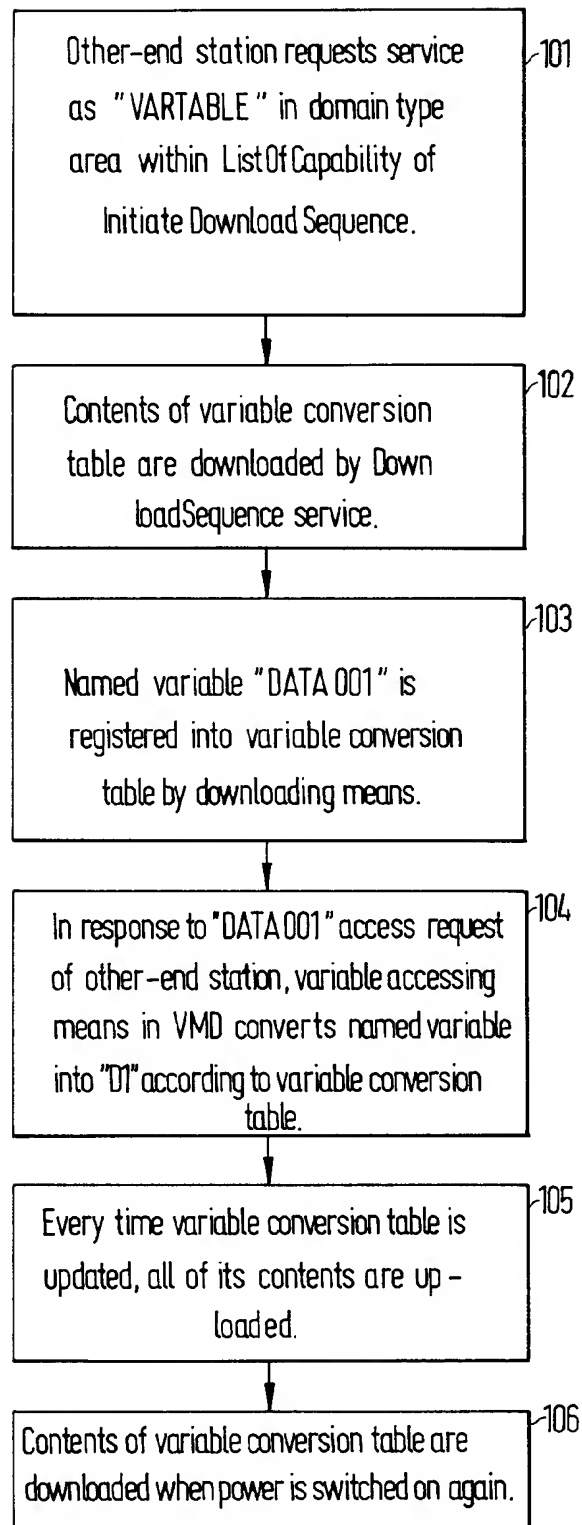 Other-end station requests service
as "VARTABLE" in domain type
area within ListOfCapability of
Initiate Download Sequence.
101
Contents of variable conversion
table are downloaded by Down
loadSequence service.
102
Named variable "DATA 001" is
registered into variable conversion
table by downloading means.
103
In response to "DATA 001" access request
of other-end station, variable accessing
means in VMD converts named variable
into "D1" according to variable conversion
table.
104
Every time variable conversion table is
updated, all of its contents are up-
loaded.
105
Contents of variable conversion table are
downloaded when power is switched on again.
106